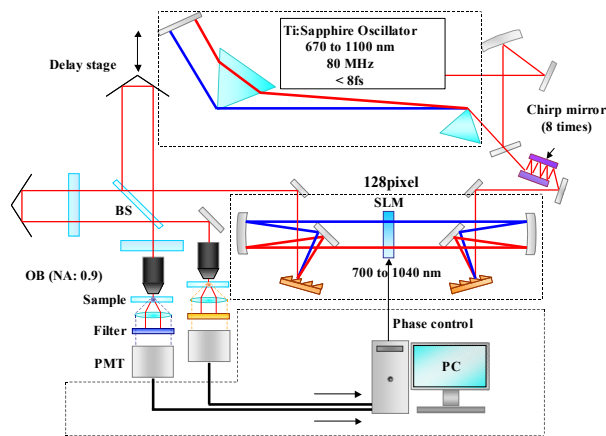 Ti:Sapphire Oscillator
670 to 1100 nm
80 MHz
< 8fs
Delay stage
Chirp mirror
(8 times)
128pixel
SLM
BS
700 to 1040 nm
OB (NA: 0.9)
Sample
Filter
Phase control
PMT
PC